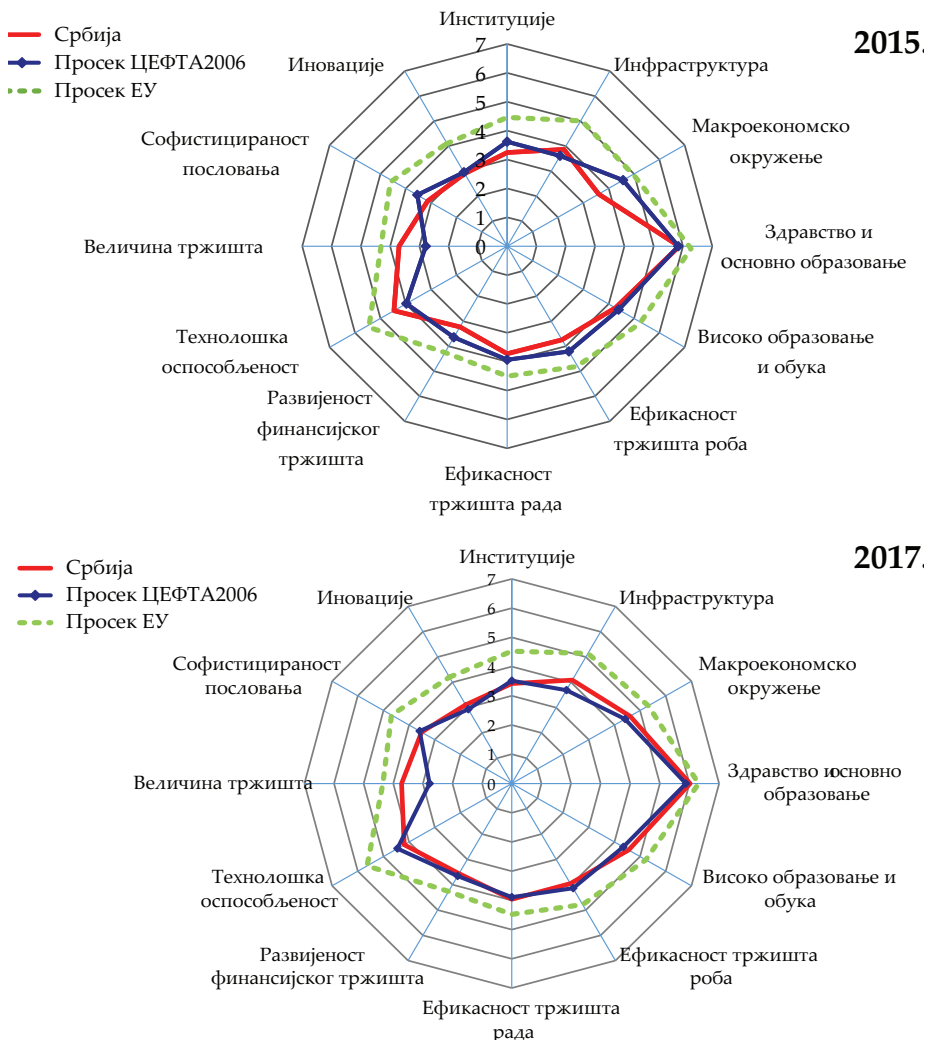 Институције
2015.
Србија
Просек ЦЕФТА2006
Просек ЕУ
7
6
5
4
3
2
1
0
Инфраструктура
Макроекономско
окружење
Здравство и
основно образовање
Високо образовање
и обука
Ефикасност
тржишта роба
Ефикасност
тржишта рада
Развијеност
финансијског
тржишта
Технолошка
оспособљеност
Величина тржишта
Софистицираност
пословања
Иновације
Институције
2017.
Србија
Просек ЦЕФТА2006
Просек ЕУ
7
6
5
4
3
2
1
0
Инфраструктура
Макроекономско
окружење
Здравство и основно
образовање
Високо образовање и
обука
Ефикасност тржишта
роба
Ефикасност тржишта
рада
Развијеност
финансијског тржишта
Технолошка
оспособљеност
Величина тржишта
Софистицираност
пословања
Иновације